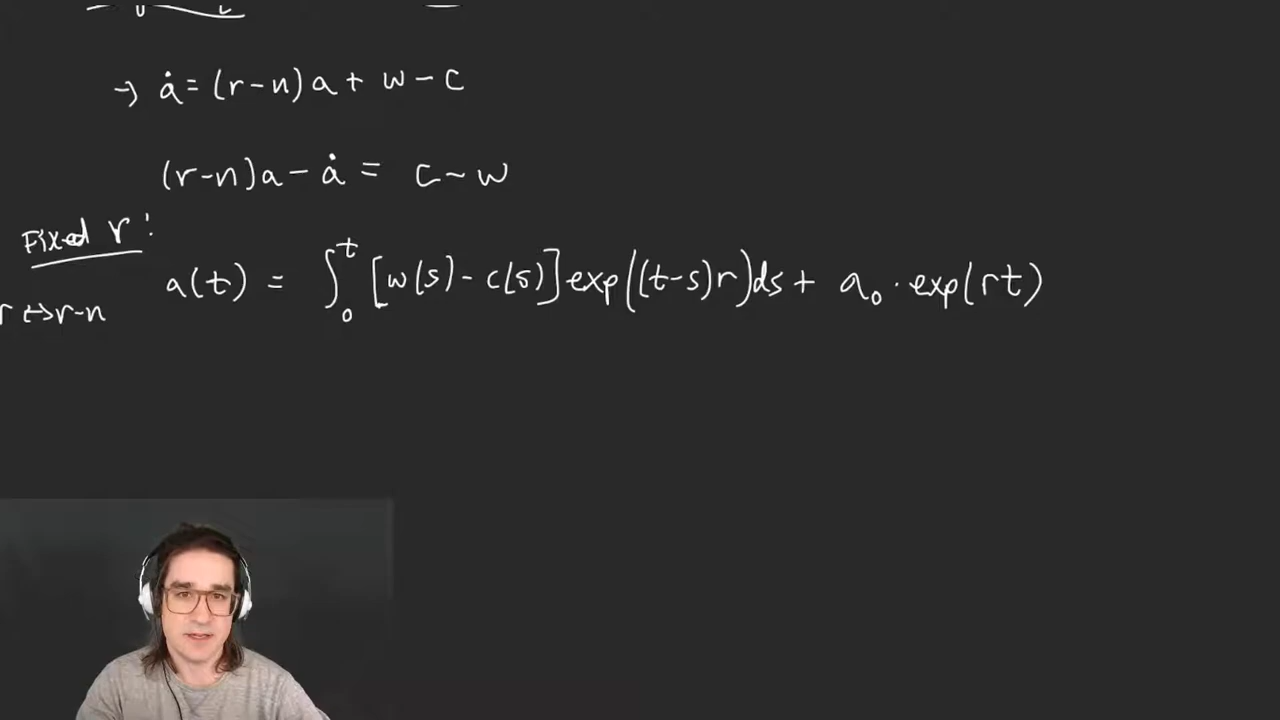 → ȧ = (r-n)a + w - c
(r-n)a - ȧ = c - w
Fixed r:
a(t) = ∫₀ᵗ [w(s) - c(s)] exp((t-s)r)ds + a₀ · exp(rt)
r ↔ r-n